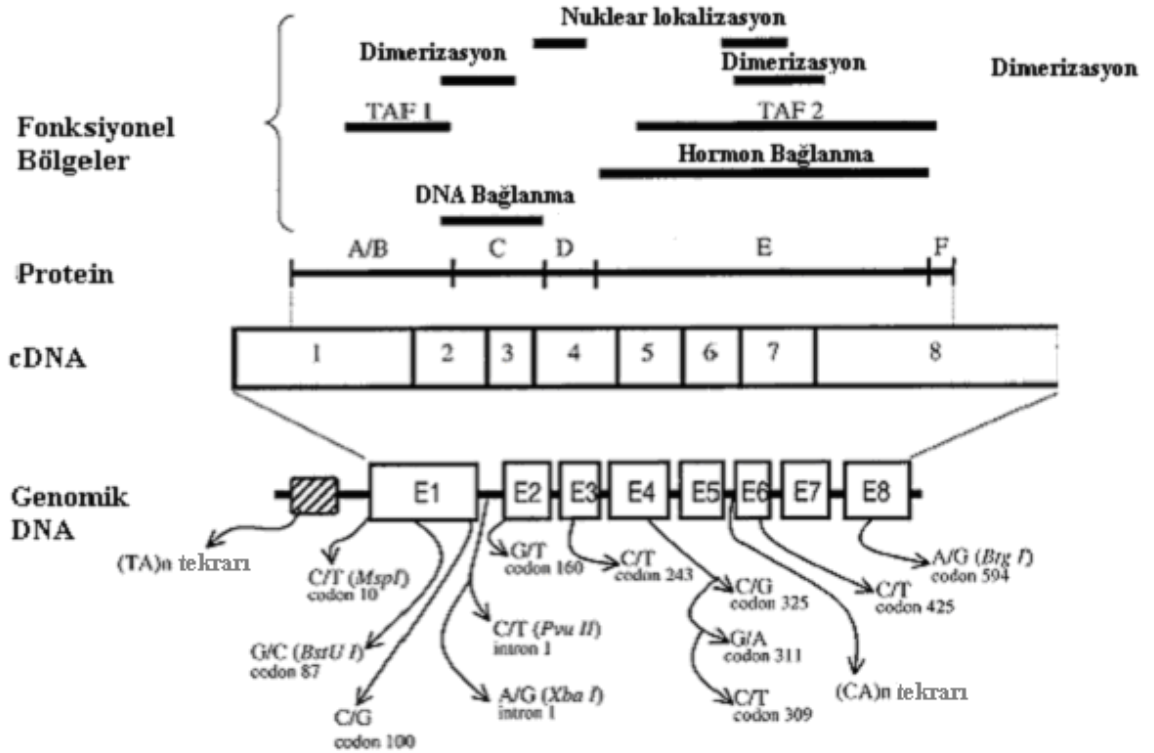 Nuklear lokalizasyon
Dimerizasyon
Dimerizasyon
Dimerizasyon
TAF 1
TAF 2
Fonksiyonel
Bölgeler
Hormon Bağlanma
DNA Bağlanma
A/B
C
D
E
F
Protein
cDNA
1
2
3
4
5
6
7
8
Genomik
DNA
E1
E2
E3
E4
E5
E6
E7
E8
(TA)n tekrarı
C/T (MspI)
codon 10
G/C (BstU I)
codon 87
C/G
codon 100
G/T
codon 160
C/T (Pvu II)
intron 1
A/G (Xba I)
intron 1
C/T
codon 243
C/G
codon 325
G/A
codon 311
C/T
codon 309
(CA)n tekrarı
C/T
codon 425
A/G (Btg I)
codon 594